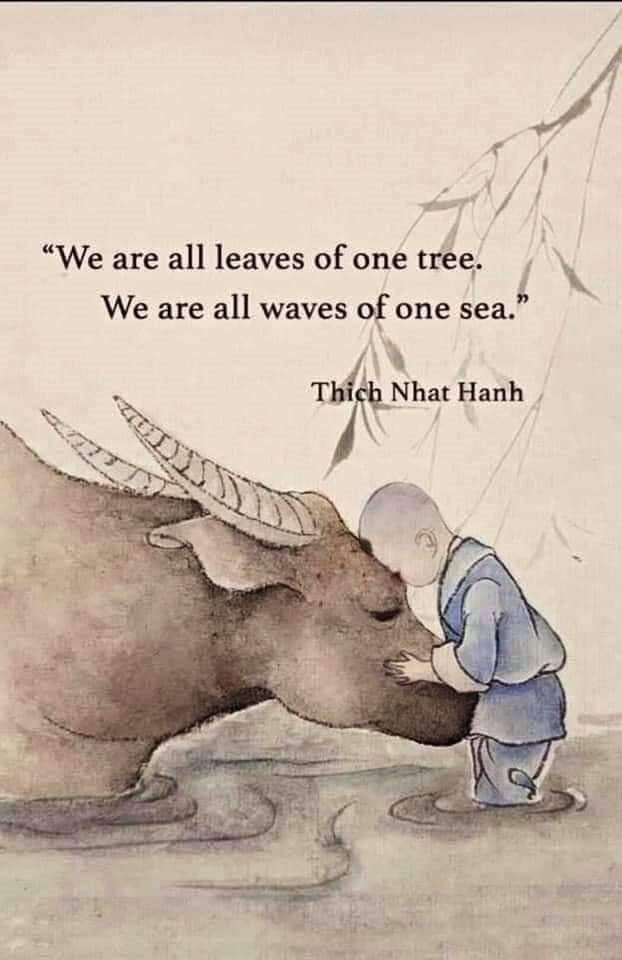 “We are all leaves of one tree.
We are all waves of one sea.”
Thich Nhat Hanh